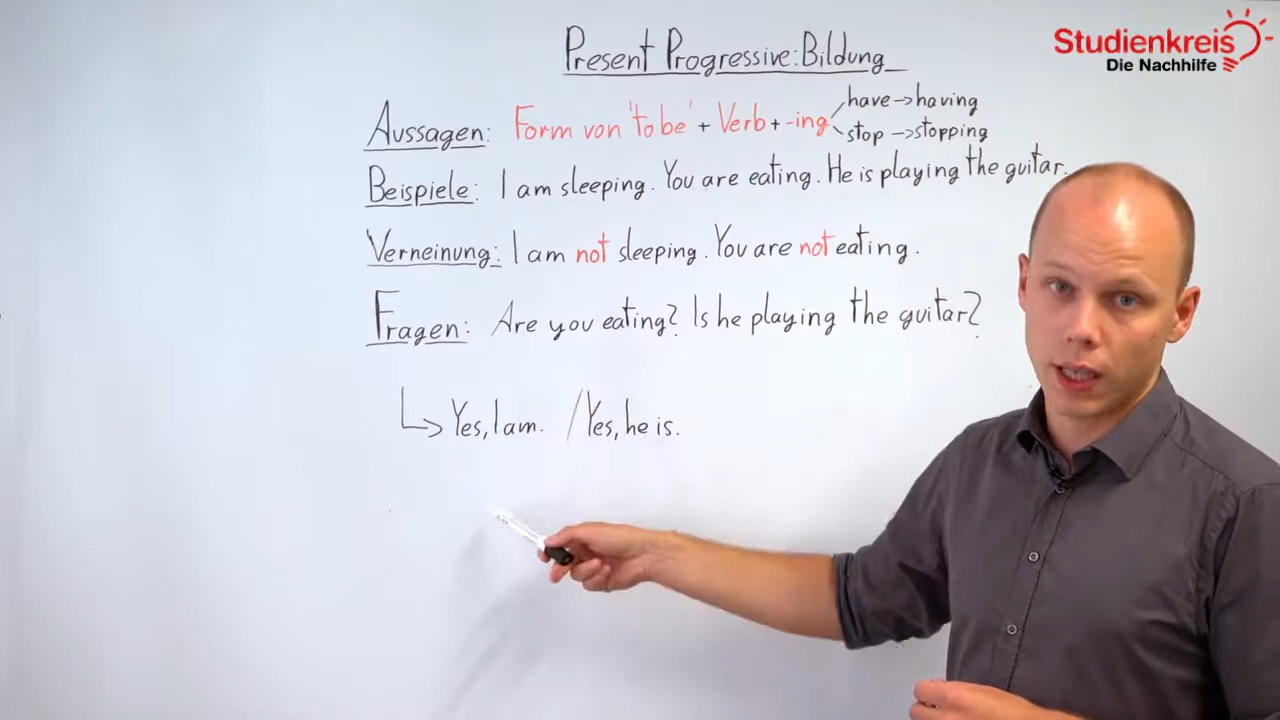 Studienkreis
Die Nachhilfe
Present Progressive: Bildung
Aussagen: Form von 'to be' + Verb + -ing
have → having
stop → stopping
Beispiele: I am sleeping. You are eating. He is playing the guitar.
Verneinung: I am not sleeping. You are not eating.
Fragen: Are you eating? Is he playing the guitar?
↳ Yes, I am. / Yes, he is.